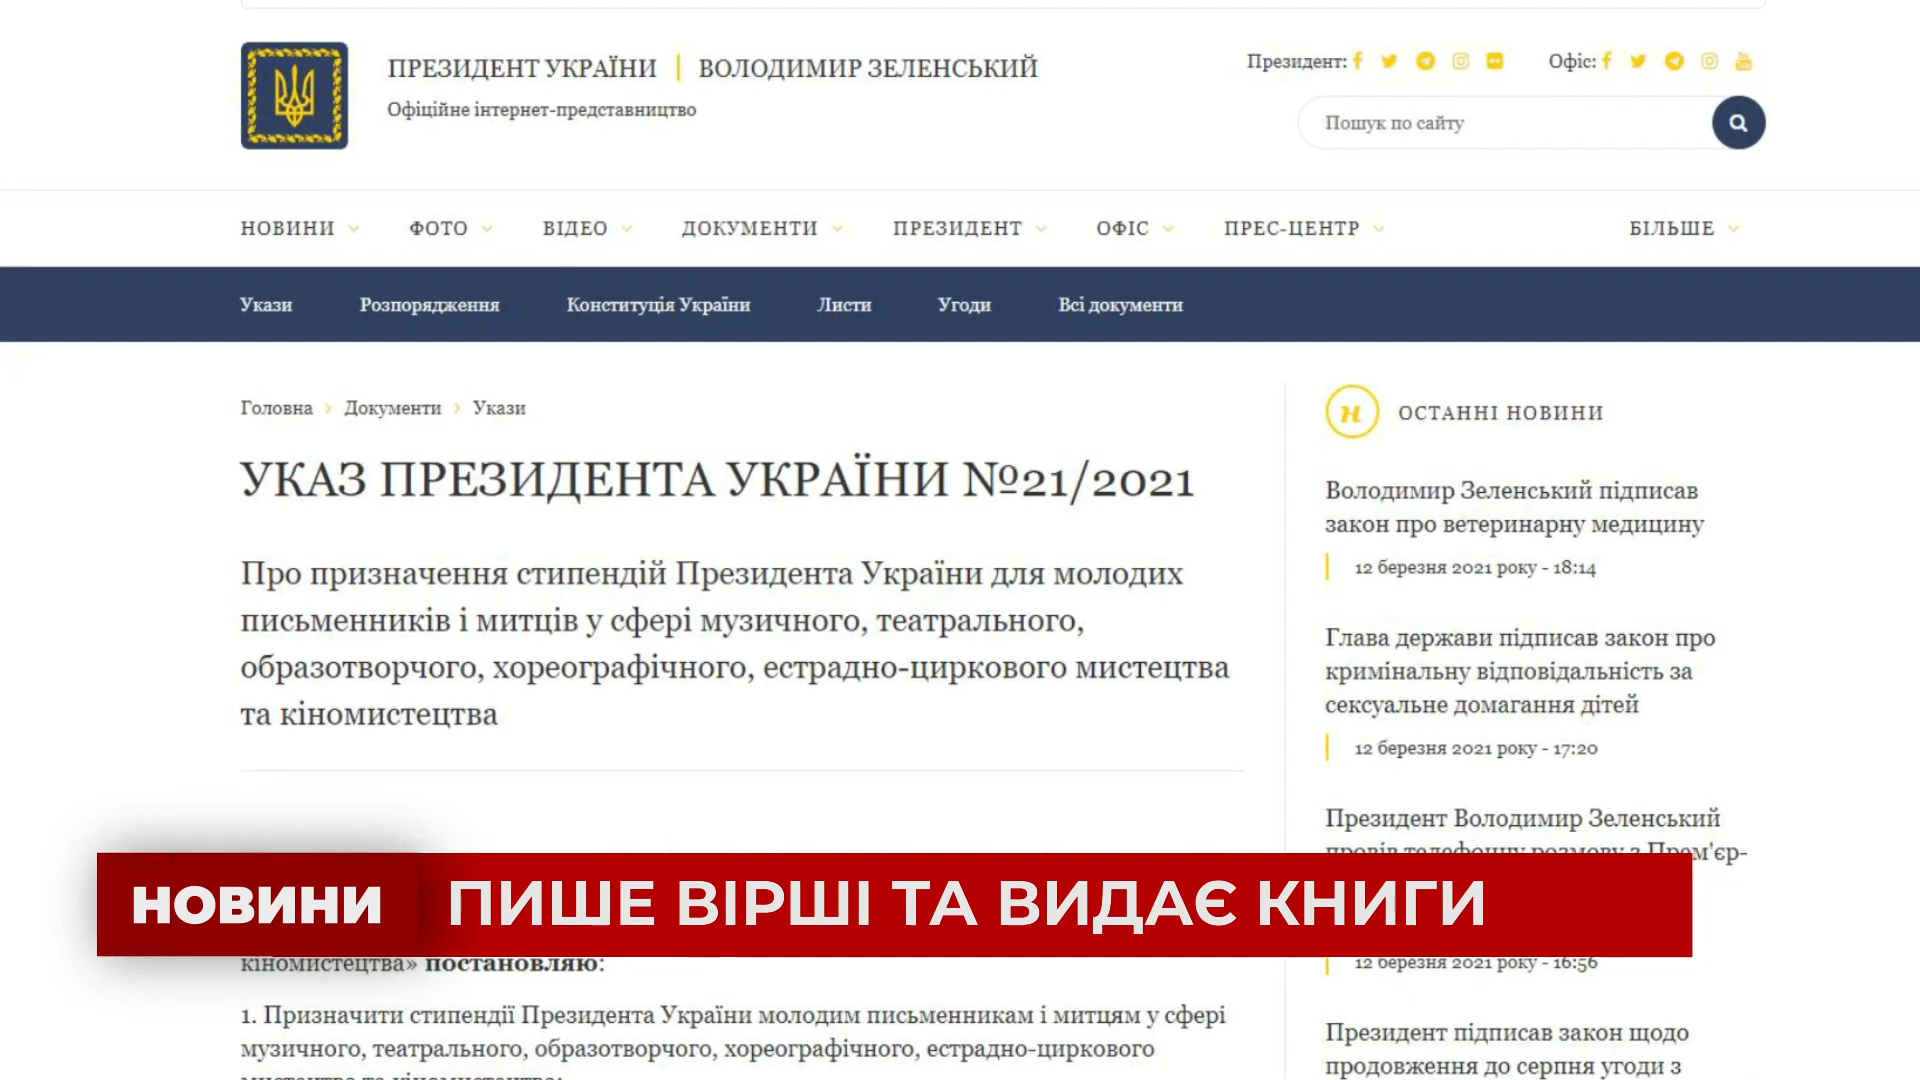 ПРЕЗИДЕНТ УКРАЇНИ | ВОЛОДИМИР ЗЕЛЕНСЬКИЙ
Офіційне інтернет-представництво
Президент:
Офіс:
Пошук по сайту
НОВИНИ ФОТО ВІДЕО ДОКУМЕНТИ ПРЕЗИДЕНТ ОФІС ПРЕС-ЦЕНТР БІЛЬШЕ
Укази Розпорядження Конституція України Листи Угоди Всі документи
Головна > Документи > Укази
УКАЗ ПРЕЗИДЕНТА УКРАЇНИ №21/2021
Про призначення стипендій Президента України для молодих
письменників і митців у сфері музичного, театрального,
образотворчого, хореографічного, естрадно-циркового мистецтва
та кіномистецтва
кіномистецтва» постановляю:
1. Призначити стипендії Президента України молодим письменникам і митцям у сфері
музичного, театрального, образотворчого, хореографічного, естрадно-циркового
н ОСТАННІ НОВИНИ
Володимир Зеленський підписав
закон про ветеринарну медицину
12 березня 2021 року - 18:14
Глава держави підписав закон про
кримінальну відповідальність за
сексуальне домагання дітей
12 березня 2021 року - 17:20
Президент Володимир Зеленський
провів телефонну розмову з Прем'єр-
12 березня 2021 року - 16:56
Президент підписав закон щодо
продовження до серпня угоди з
НОВИНИ ПИШЕ ВІРШІ ТА ВИДАЄ КНИГИ